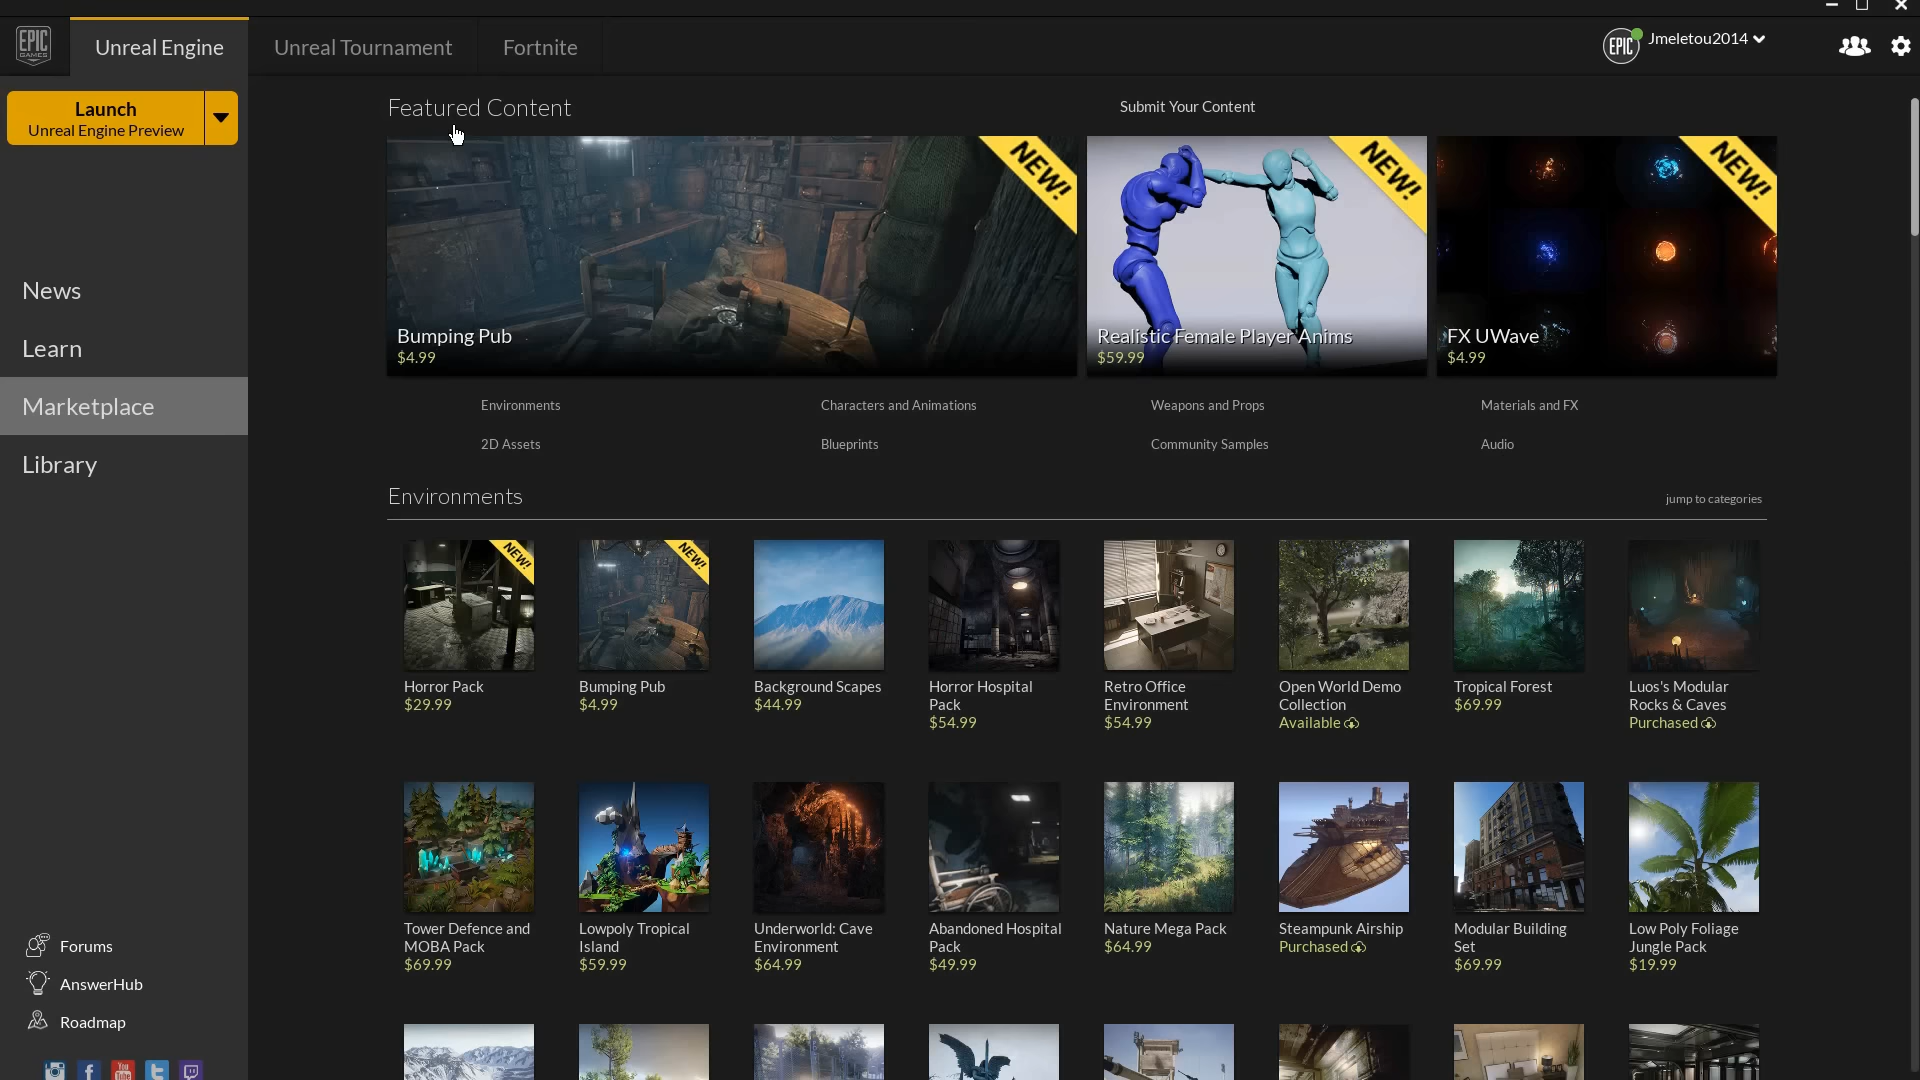 EPIC
GAMES
Unreal Engine
Unreal Tournament
Fortnite
EPIC
Jmeletou2014
Launch
Unreal Engine Preview
News
Learn
Marketplace
Library
Forums
AnswerHub
Roadmap
You
Tube
Featured Content
Submit Your Content
NEW!
Bumping Pub
$4.99
NEW!
Realistic Female Player Anims
$59.99
NEW!
FX UWave
$4.99
Environments
Characters and Animations
Weapons and Props
Materials and FX
2D Assets
Blueprints
Community Samples
Audio
Environments
jump to categories
NEW!
Horror Pack
$29.99
NEW!
Bumping Pub
$4.99
Background Scapes
$44.99
Horror Hospital
Pack
$54.99
Retro Office
Environment
$54.99
Open World Demo
Collection
Available
Tropical Forest
$69.99
Luos's Modular
Rocks & Caves
Purchased
Tower Defence and
MOBA Pack
$69.99
Lowpoly Tropical
Island
$59.99
Underworld: Cave
Environment
$64.99
Abandoned Hospital
Pack
$49.99
Nature Mega Pack
$64.99
Steampunk Airship
Purchased
Modular Building
Set
$69.99
Low Poly Foliage
Jungle Pack
$19.99